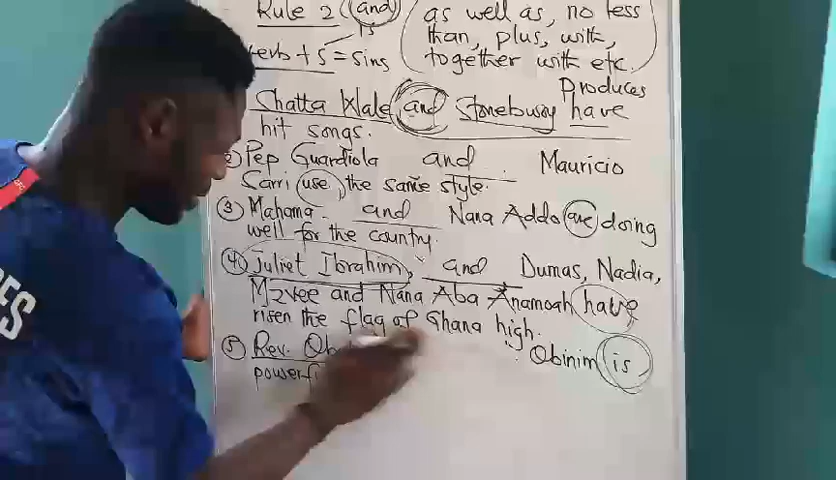 Rule 2 (and)
is
verb + s = sins
as well as, no less
than, plus, with,
together with etc.
Produces
Shatta Wale and Stonebwoy have
hit songs.
2) Pep Guardiola and Mauricio
Sarri use the same style.
3) Mahama and Nana Addo are doing
well for the country.
4) Juliet Ibrahim, and Dumas, Nadia,
Mzvee and Nana Aba Anamoah have
risen the flag of Ghana high.
5) Rev. Obinim is